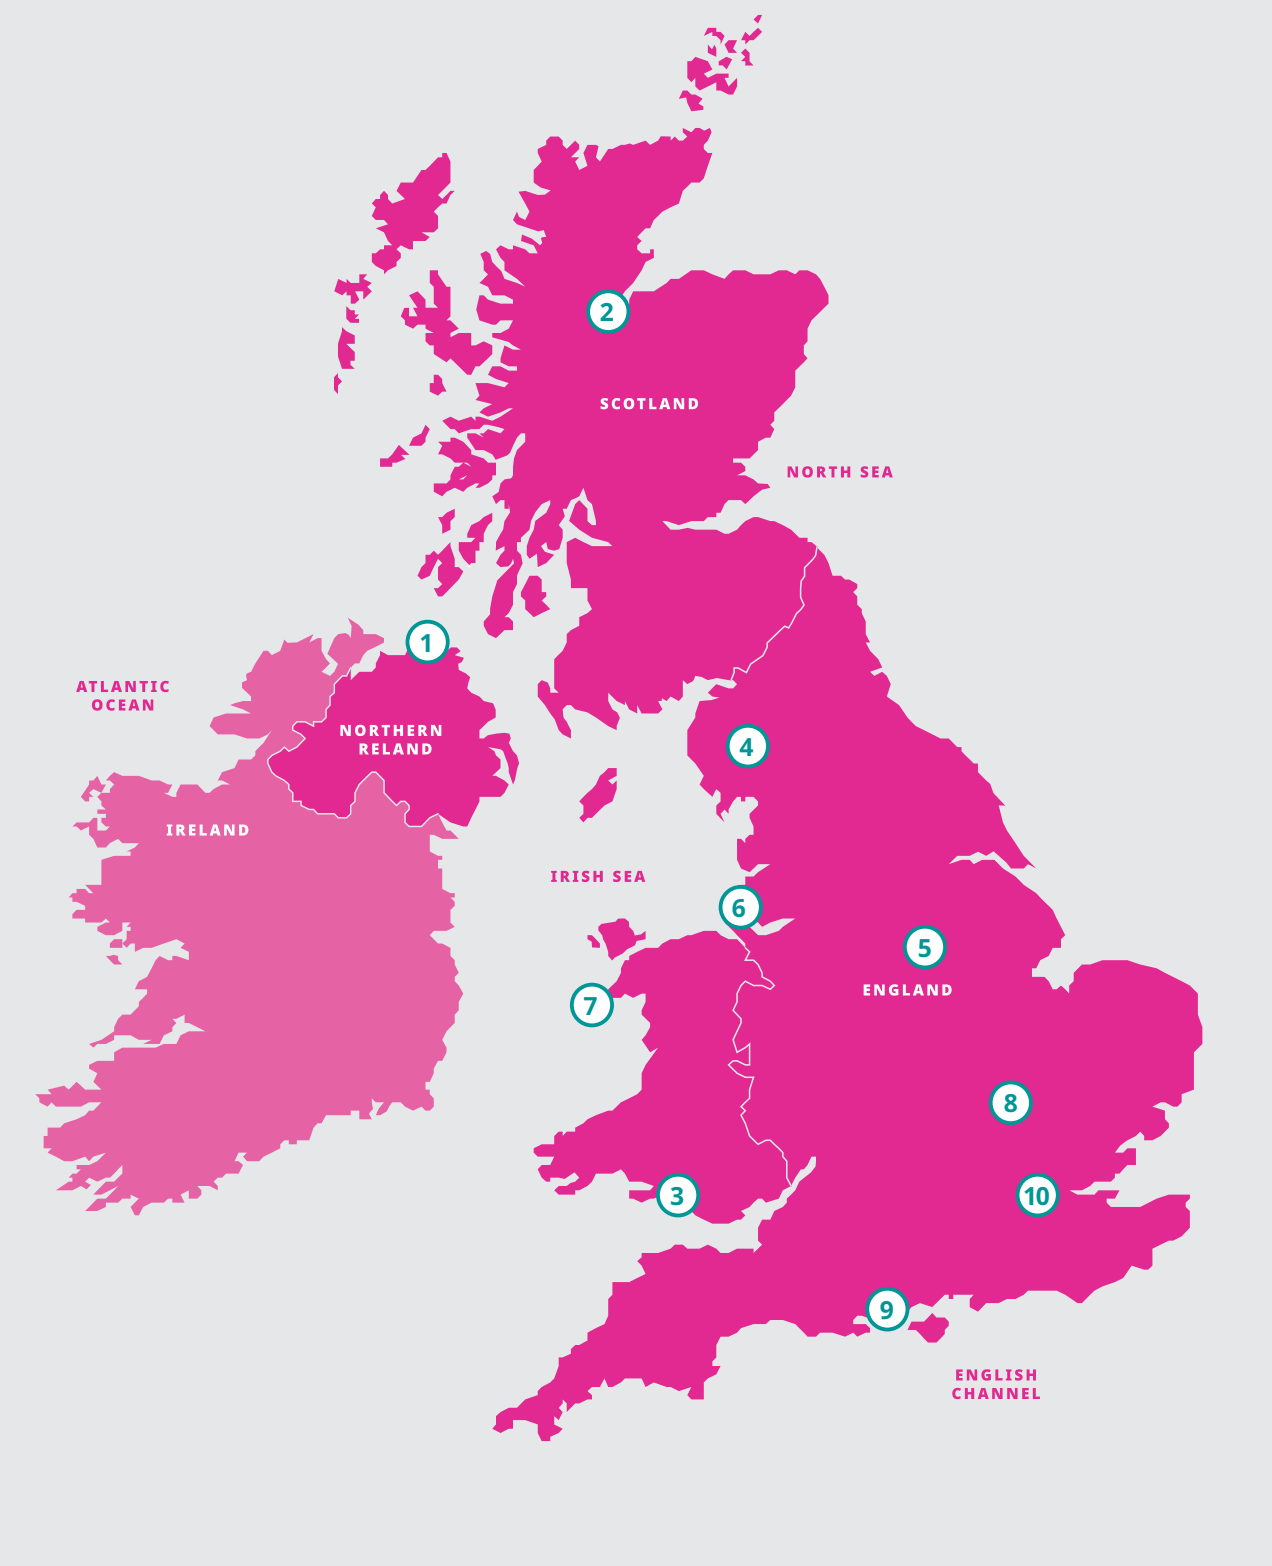 2
SCOTLAND
NORTH SEA
1
ATLANTIC
OCEAN
NORTHERN
RELAND
4
IRELAND
IRISH SEA
6
5
ENGLAND
7
8
3
10
9
ENGLISH
CHANNEL